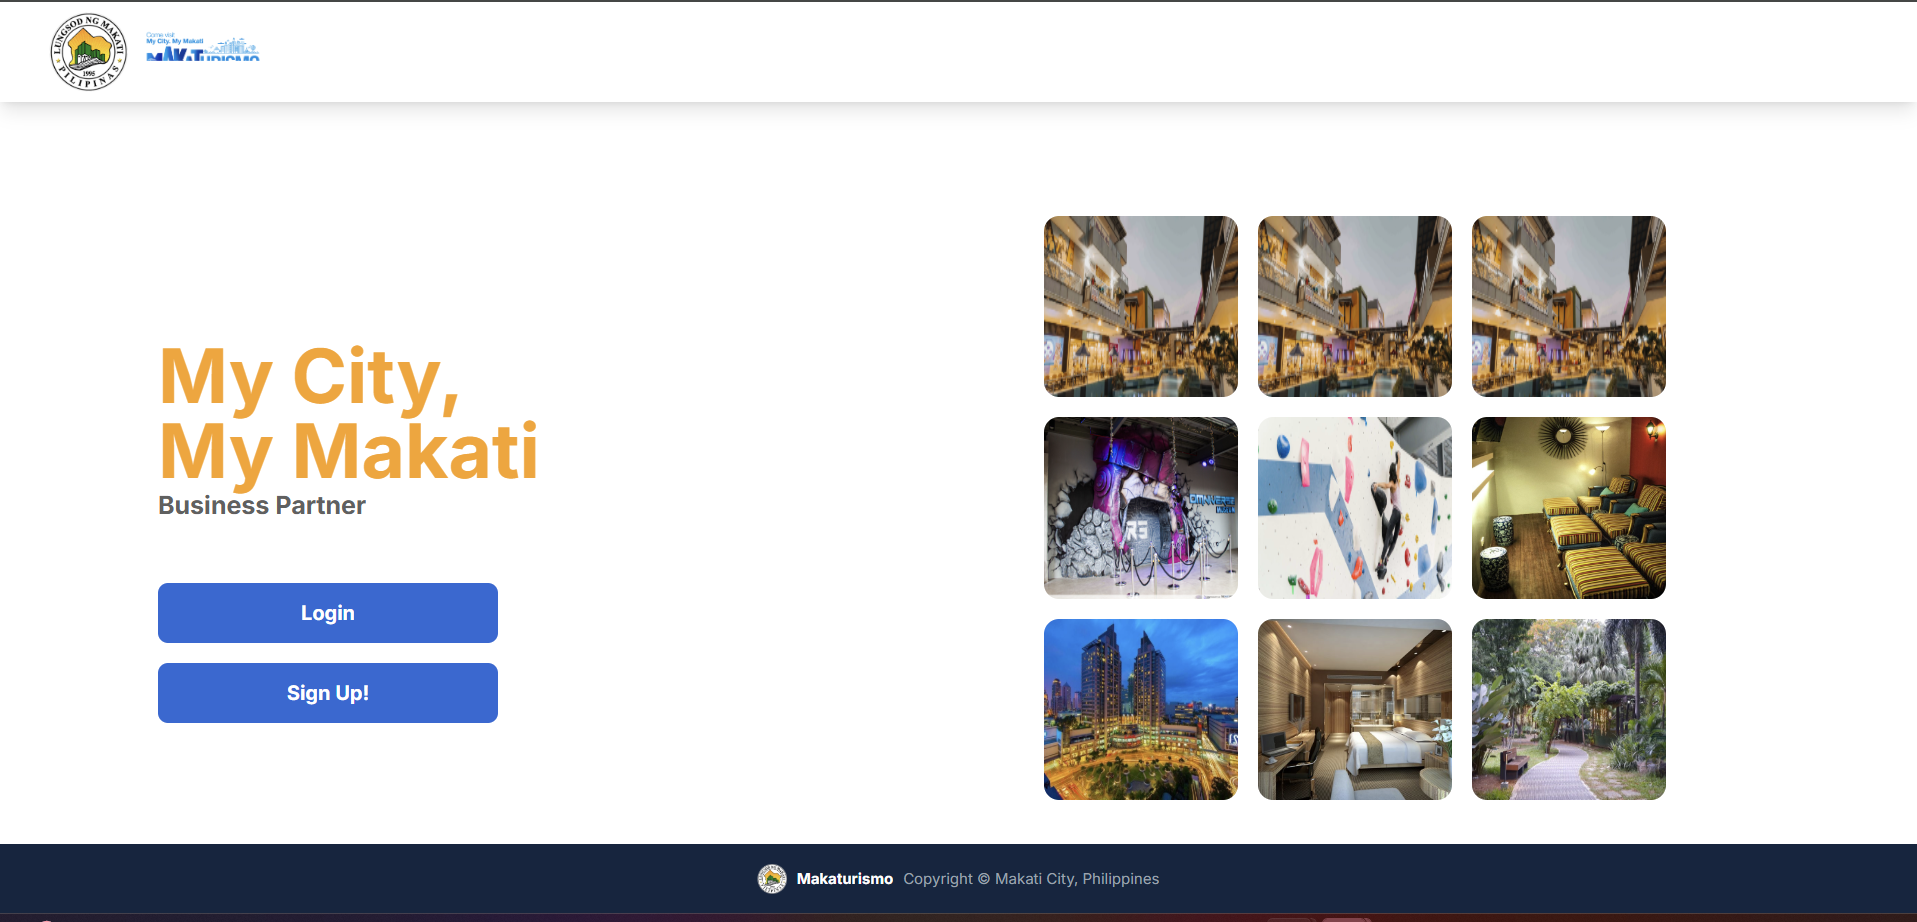 LUNGSOD NG MAKATI
PILIPINAS
1995
Come visit
My City, My Makati
MAKATURISMO
My City,
My Makati
Business Partner
Login
Sign Up!
Makaturismo Copyright © Makati City, Philippines